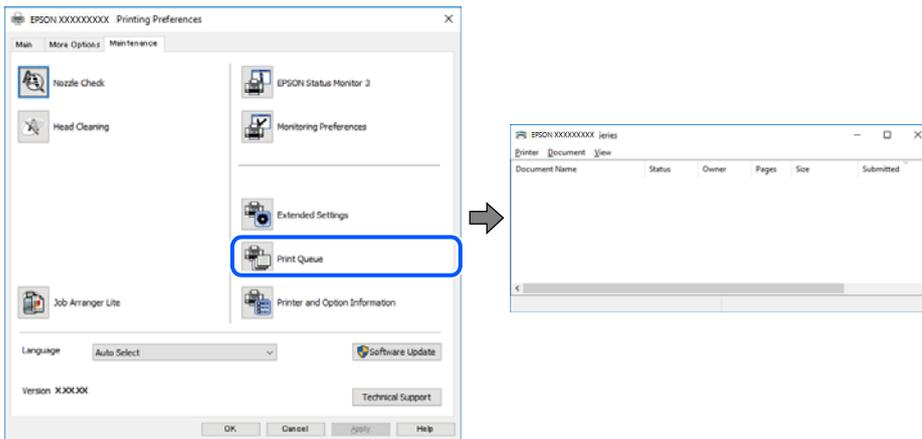 EPSON XXXXXXXXX Printing Preferences
Main More Options Maintenance
Nozzle Check
EPSON Status Monitor 3
Head Cleaning
Monitoring Preferences
Extended Settings
Print Queue
Job Arranger Lite
Printer and Option Information
Language Auto Select Software Update
Version X.XX.XX
Technical Support
OK Cancel Apply Help
EPSON XXXXXXXXX ieries
Printer Document View
Document Name Status Owner Pages Size Submitted